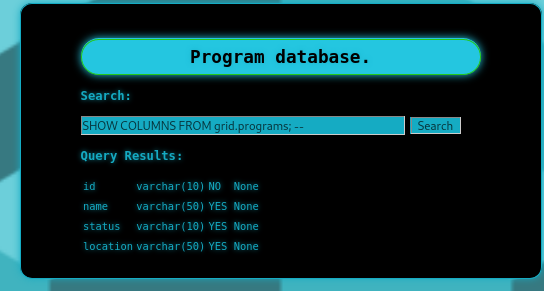 Program database.
Search:
SHOW COLUMNS FROM grid.programs; --
Search
Query Results:
id varchar(10) NO None
name varchar(50) YES None
status varchar(10) YES None
location varchar(50) YES None